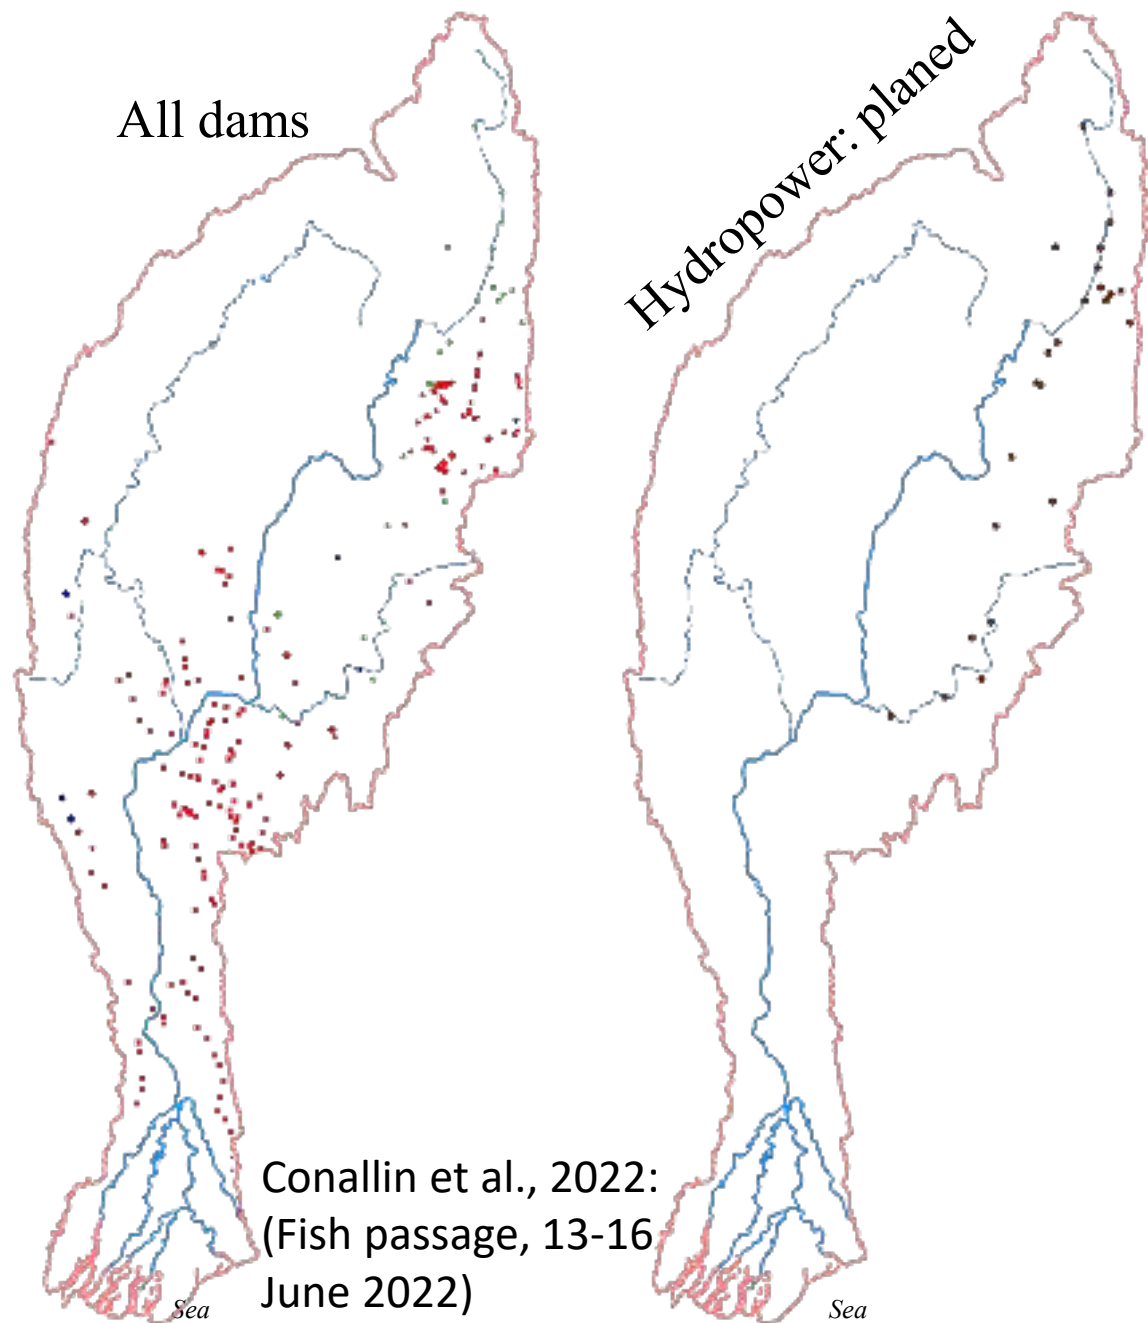 All dams
Hydropower: planed
Conallin et al., 2022:
(Fish passage, 13-16
June 2022)
Sea
Sea